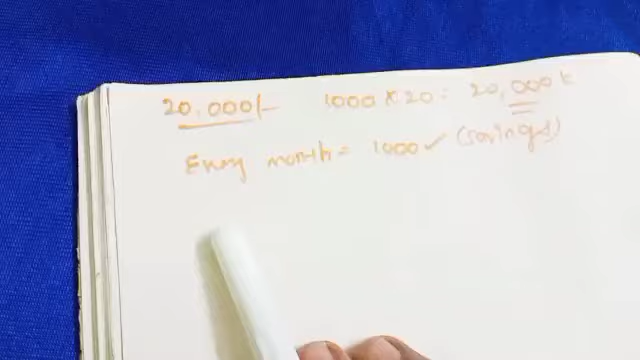 20,000/- 1000 x 20 : 20,000 k
Every month = 1000 ✓ (savings)